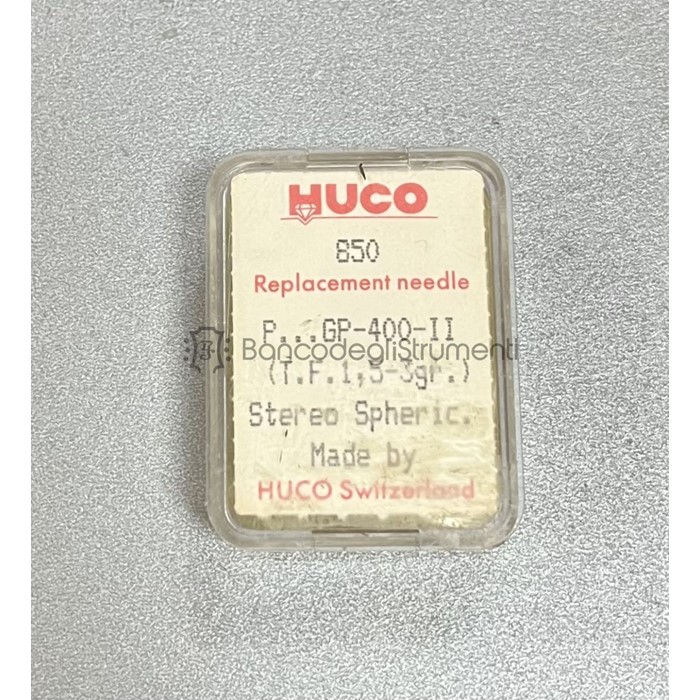 HUCO
850
Replacement needle
P...GP-400-II
BancodegliStrumenti
(T.F.1,5-3gr.)
Stereo Spheric.
Made by
HUCO Switzerland